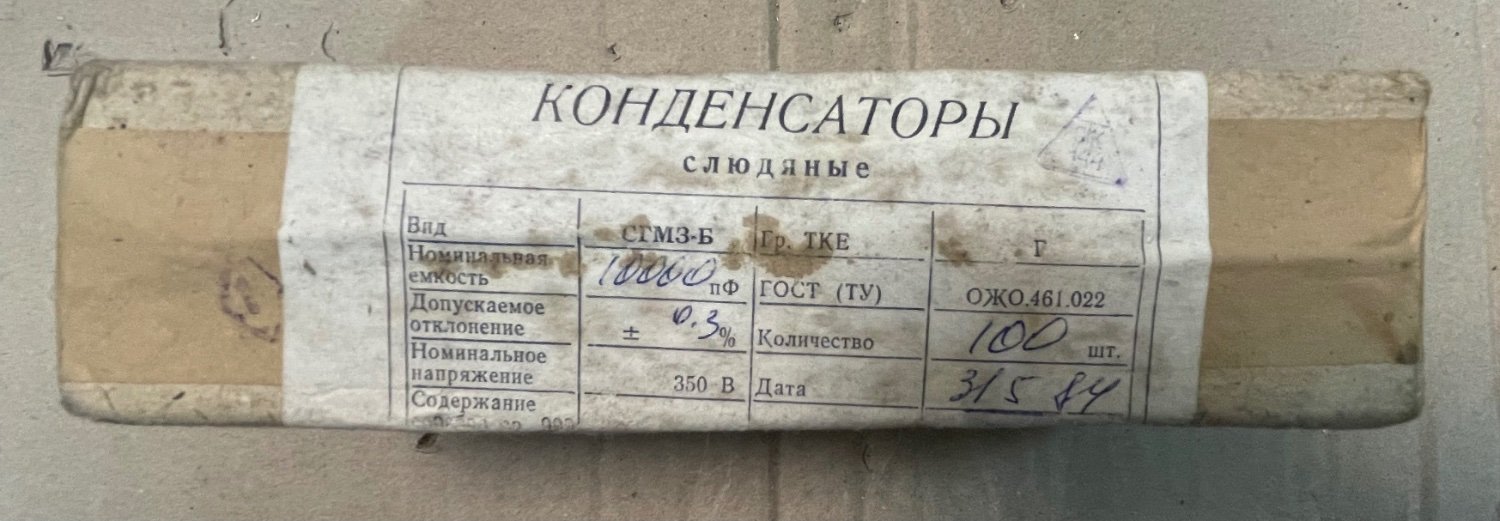 КОНДЕНСАТОРЫ
слюдяные
Вид СГМЗ-Б Гр. ТКЕ Г
Номинальная емкость 10000 пФ ГОСТ (ТУ) ОЖО.461.022
Допускаемое отклонение ± 0.3 % Количество 100 шт.
Номинальное напряжение 350 В Дата 31 5 84
Содержание